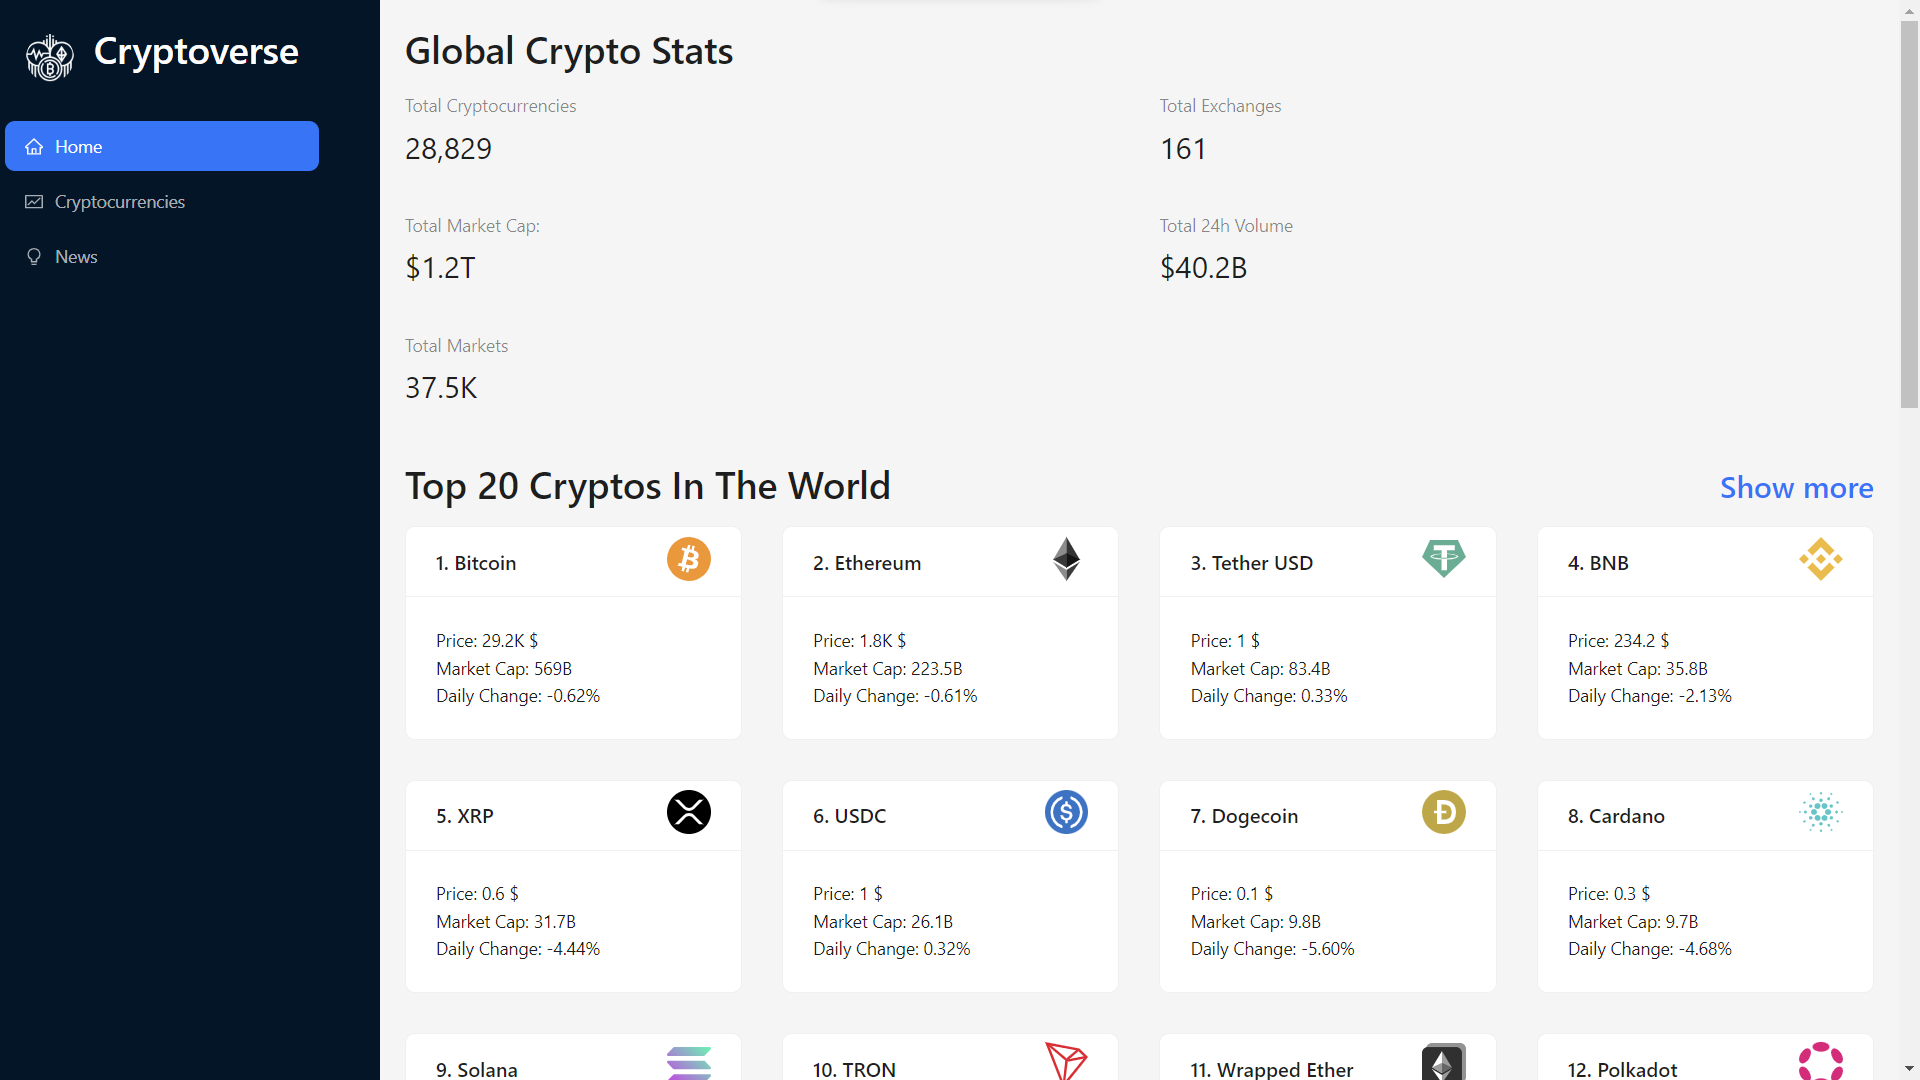 Cryptoverse
Home
Cryptocurrencies
News
Global Crypto Stats
Total Cryptocurrencies
28,829
Total Exchanges
161
Total Market Cap:
$1.2T
Total 24h Volume
$40.2B
Total Markets
37.5K
Top 20 Cryptos In The World
Show more
1. Bitcoin
Price: 29.2K $
Market Cap: 569B
Daily Change: -0.62%
2. Ethereum
Price: 1.8K $
Market Cap: 223.5B
Daily Change: -0.61%
3. Tether USD
Price: 1 $
Market Cap: 83.4B
Daily Change: 0.33%
4. BNB
Price: 234.2 $
Market Cap: 35.8B
Daily Change: -2.13%
5. XRP
Price: 0.6 $
Market Cap: 31.7B
Daily Change: -4.44%
6. USDC
Price: 1 $
Market Cap: 26.1B
Daily Change: 0.32%
7. Dogecoin
Price: 0.1 $
Market Cap: 9.8B
Daily Change: -5.60%
8. Cardano
Price: 0.3 $
Market Cap: 9.7B
Daily Change: -4.68%
9. Solana
10. TRON
11. Wrapped Ether
12. Polkadot